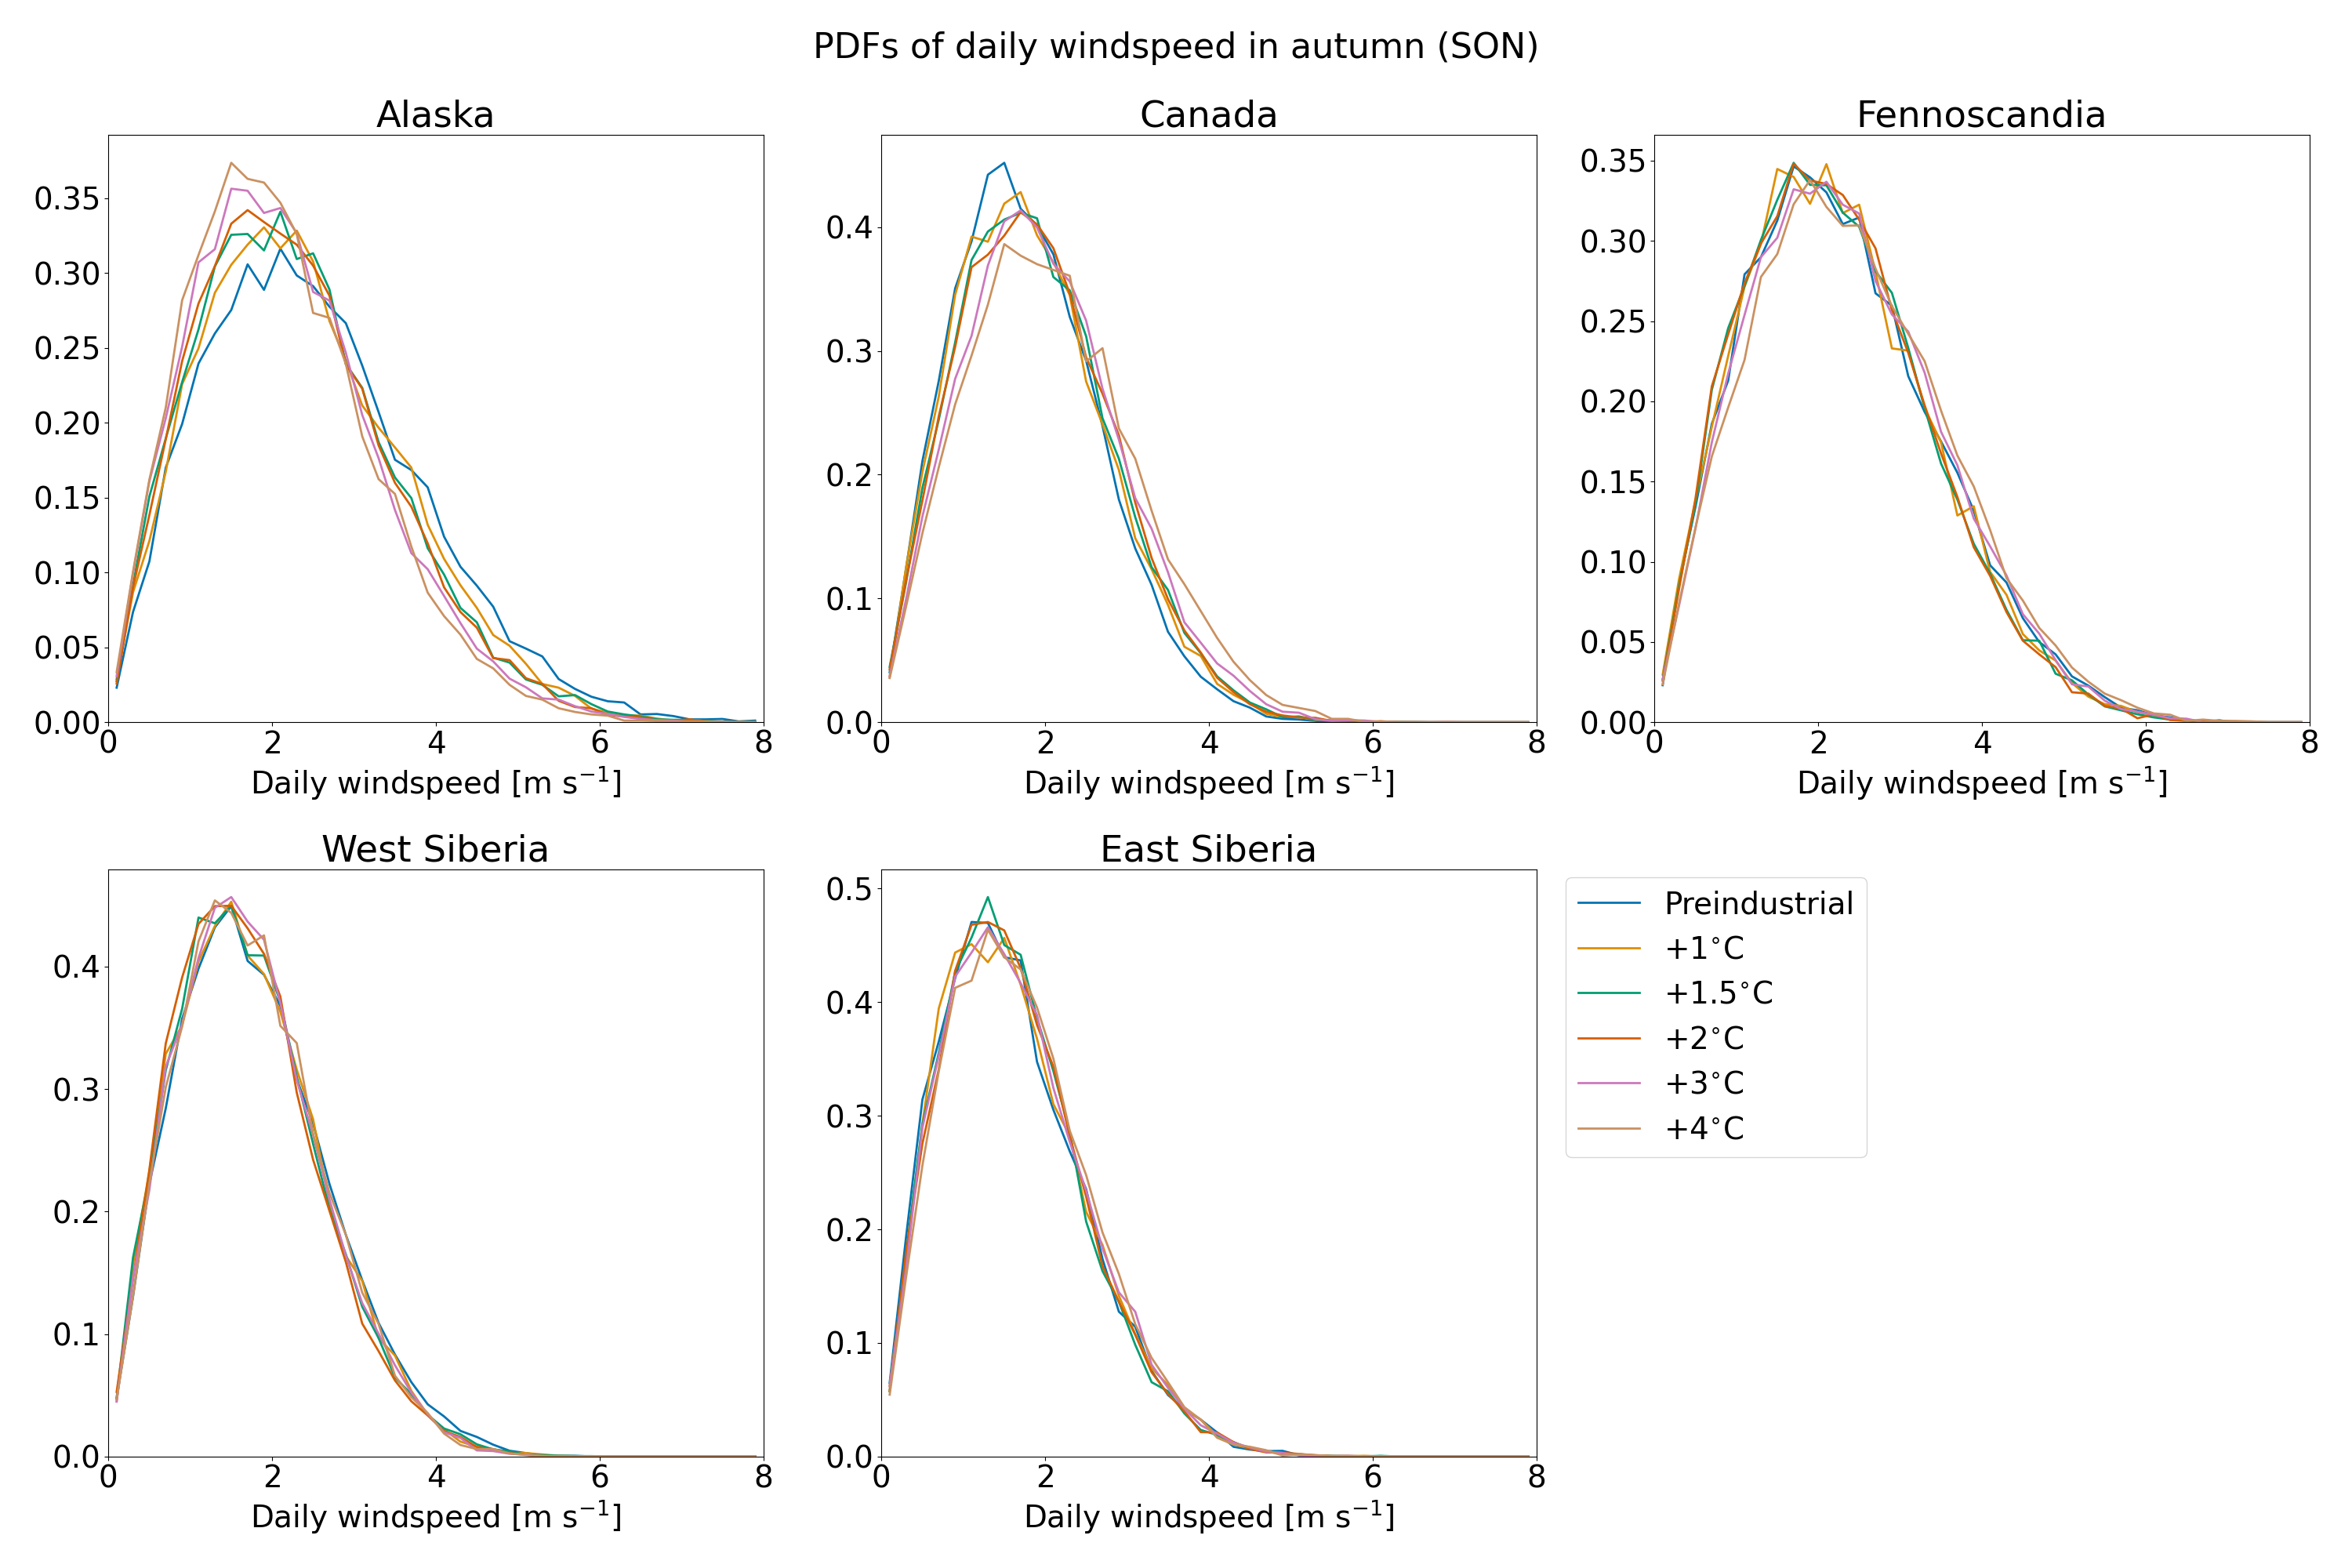 PDFs of daily windspeed in autumn (SON)
Alaska
0.35
0.30
0.25
0.20
0.15
0.10
0.05
0.00
0 2 4 6 8
Daily windspeed [m s⁻¹]
Canada
0.4
0.3
0.2
0.1
0.0
0 2 4 6 8
Daily windspeed [m s⁻¹]
Fennoscandia
0.35
0.30
0.25
0.20
0.15
0.10
0.05
0.00
0 2 4 6 8
Daily windspeed [m s⁻¹]
West Siberia
0.4
0.3
0.2
0.1
0.0
0 2 4 6 8
Daily windspeed [m s⁻¹]
East Siberia
0.5
0.4
0.3
0.2
0.1
0.0
0 2 4 6 8
Daily windspeed [m s⁻¹]
Preindustrial
+1°C
+1.5°C
+2°C
+3°C
+4°C